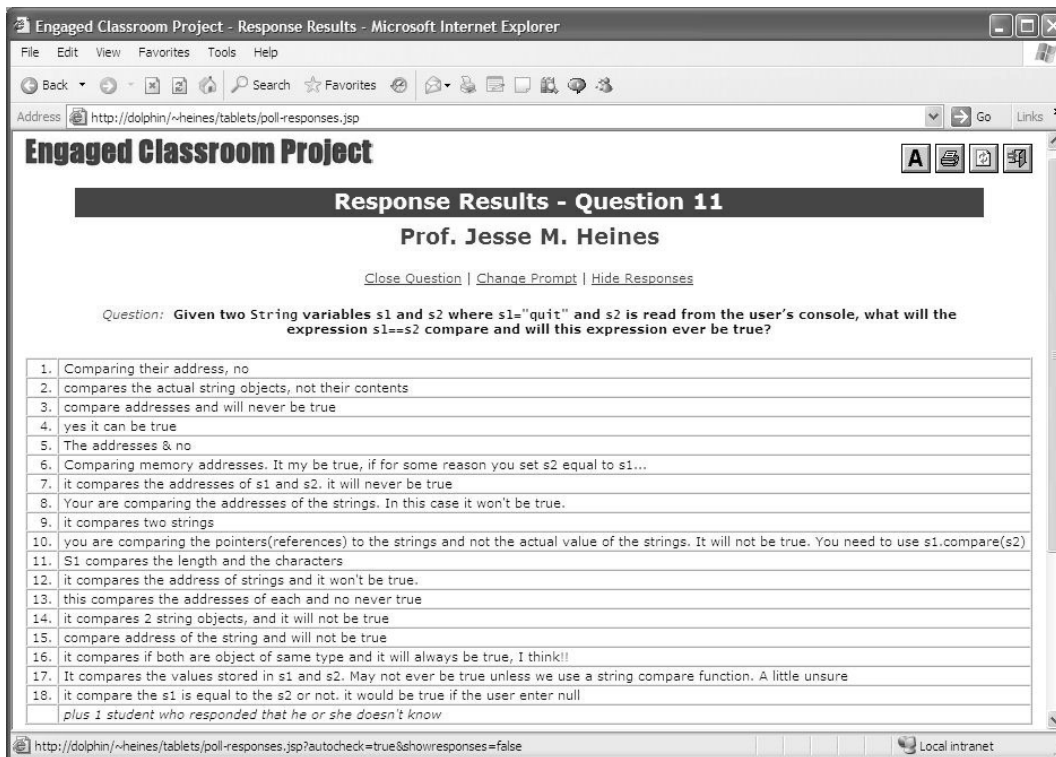 Engaged Classroom Project - Response Results - Microsoft Internet Explorer
File Edit View Favorites Tools Help
Back Search Favorites
Address http://dolphin/~heines/tablets/poll-responses.jsp Go Links
Engaged Classroom Project
A
Response Results - Question 11
Prof. Jesse M. Heines
Close Question | Change Prompt | Hide Responses
Question: Given two String variables s1 and s2 where s1="quit" and s2 is read from the user's console, what will the
expression s1==s2 compare and will this expression ever be true?
1. Comparing their address, no
2. compares the actual string objects, not their contents
3. compare addresses and will never be true
4. yes it can be true
5. The addresses & no
6. Comparing memory addresses. It my be true, if for some reason you set s2 equal to s1...
7. it compares the addresses of s1 and s2. it will never be true
8. Your are comparing the addresses of the strings. In this case it won't be true.
9. it compares two strings
10. you are comparing the pointers(references) to the strings and not the actual value of the strings. It will not be true. You need to use s1.compare(s2)
11. S1 compares the length and the characters
12. it compares the address of strings and it won't be true.
13. this compares the addresses of each and no never true
14. it compares 2 string objects, and it will not be true
15. compare address of the string and will not be true
16. it compares if both are object of same type and it will always be true, I think!!
17. It compares the values stored in s1 and s2. May not ever be true unless we use a string compare function. A little unsure
18. it compare the s1 is equal to the s2 or not. it would be true if the user enter null
plus 1 student who responded that he or she doesn't know
http://dolphin/~heines/tablets/poll-responses.jsp?autocheck=true&showresponses=false Local intranet